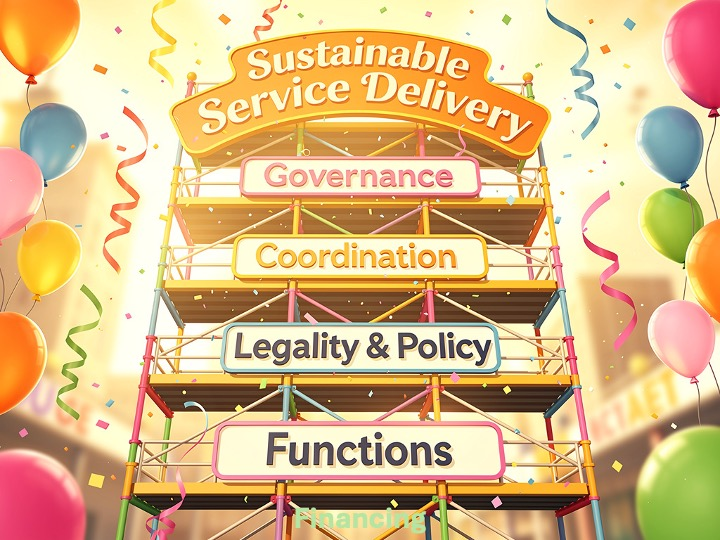 Sustainable
Service Delivery
Governance
Coordination
Legality & Policy
Functions
Financing